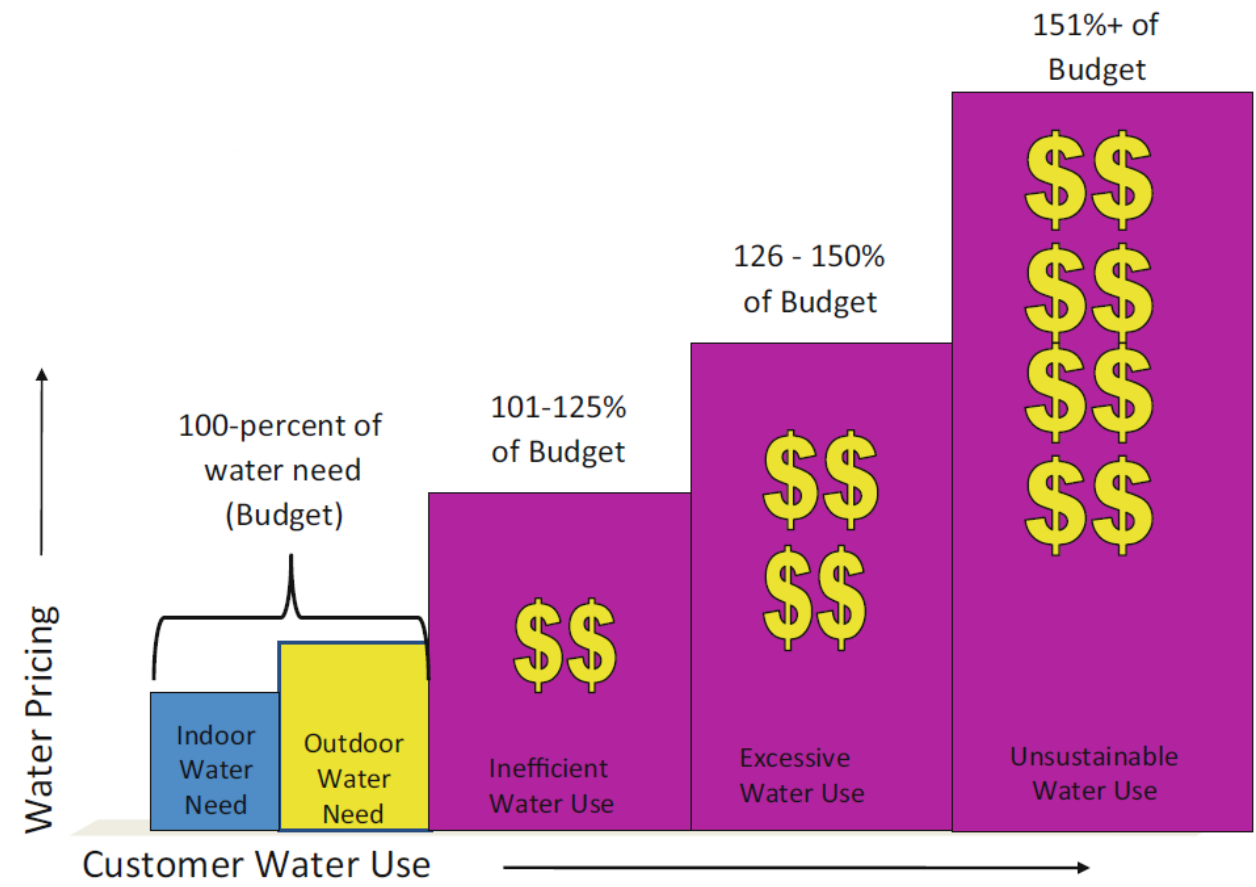 151%+ of
Budget
126 - 150%
of Budget
101-125%
of Budget
100-percent of
water need
(Budget)
$$
$$
$$
$$
$$
$$
$$
Water Pricing
Indoor
Water
Need
Outdoor
Water
Need
Inefficient
Water Use
Excessive
Water Use
Unsustainable
Water Use
Customer Water Use